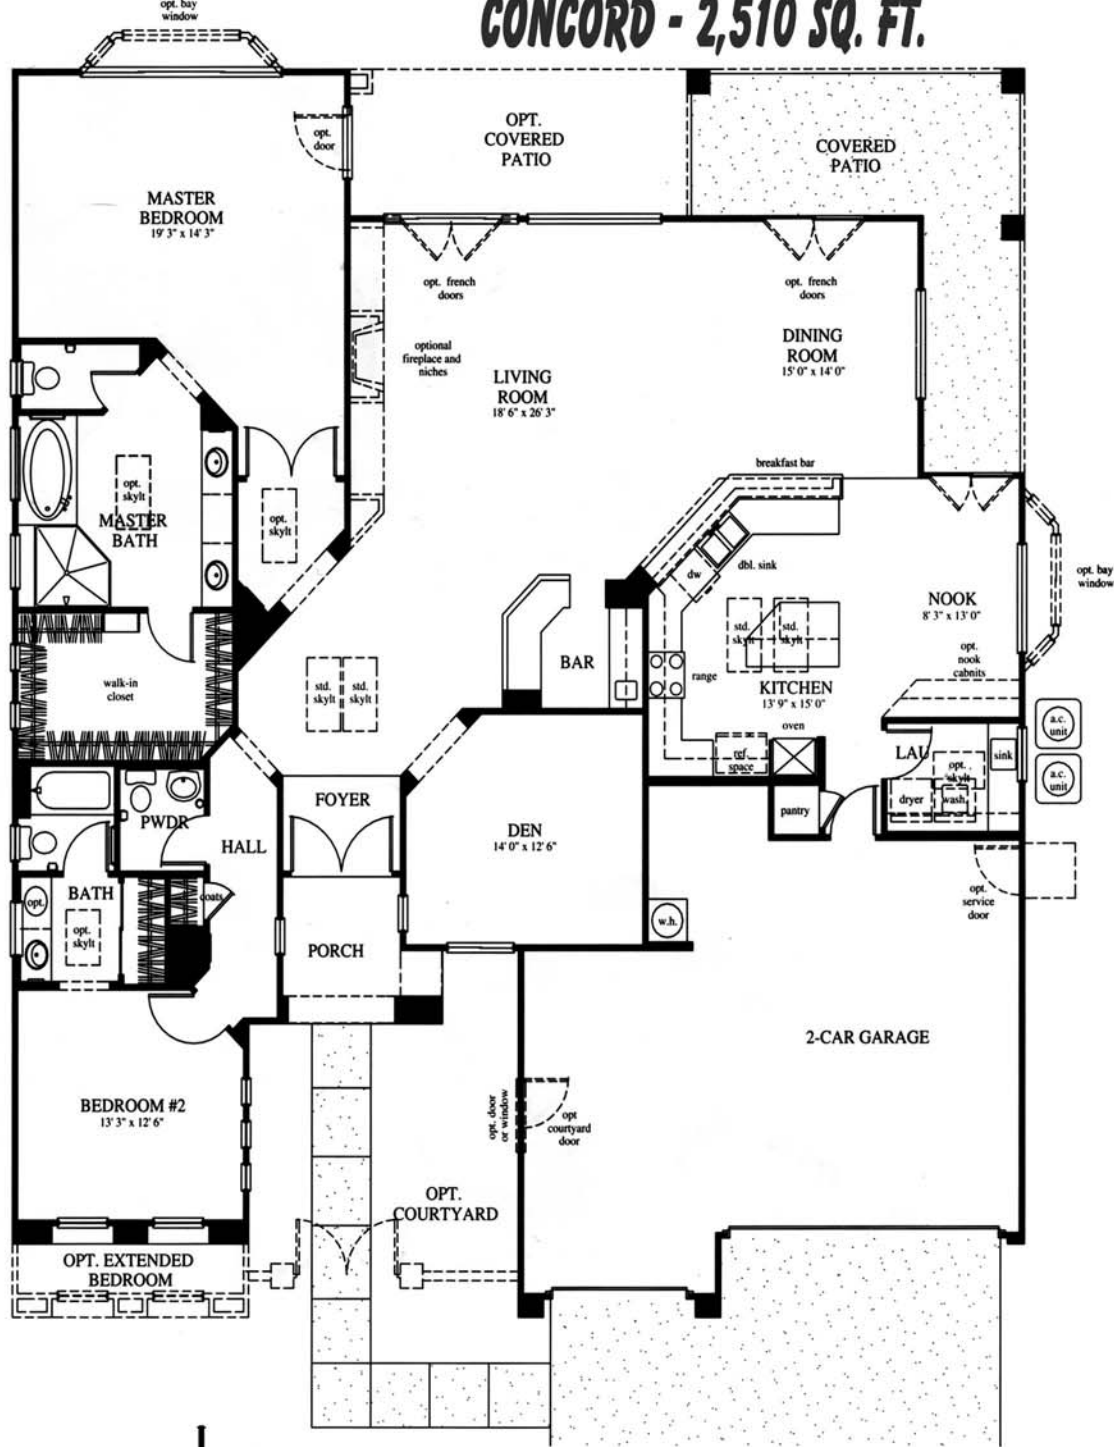 opt. bay
window
CONCORD - 2,510 SQ. FT.
opt.
door
OPT.
COVERED
PATIO
COVERED
PATIO
MASTER
BEDROOM
19' 3" x 14' 3"
opt. french
doors
opt. french
doors
optional
fireplace and
niches
LIVING
ROOM
18' 6" x 26' 3"
DINING
ROOM
15' 0" x 14' 0"
breakfast bar
opt.
skylt
MASTER
BATH
opt.
skylt
dw
dbl. sink
opt. bay
window
NOOK
8' 3" x 13' 0"
std.
skylt
std.
skylt
opt.
nook
cabnits
BAR
range
KITCHEN
13' 9" x 15' 0"
oven
ref.
space
walk-in
closet
std.
skylt
std.
skylt
a.c.
unit
a.c.
unit
LAU
opt.
skylt
sink
dryer
wash.
pantry
FOYER
PWDR
HALL
DEN
14' 0" x 12' 6"
BATH
opt.
opt.
skylt
coats
PORCH
w.h.
opt.
service
door
2-CAR GARAGE
BEDROOM #2
13' 3" x 12' 6"
opt. door
or window
opt
courtyard
door
OPT.
COURTYARD
OPT. EXTENDED
BEDROOM